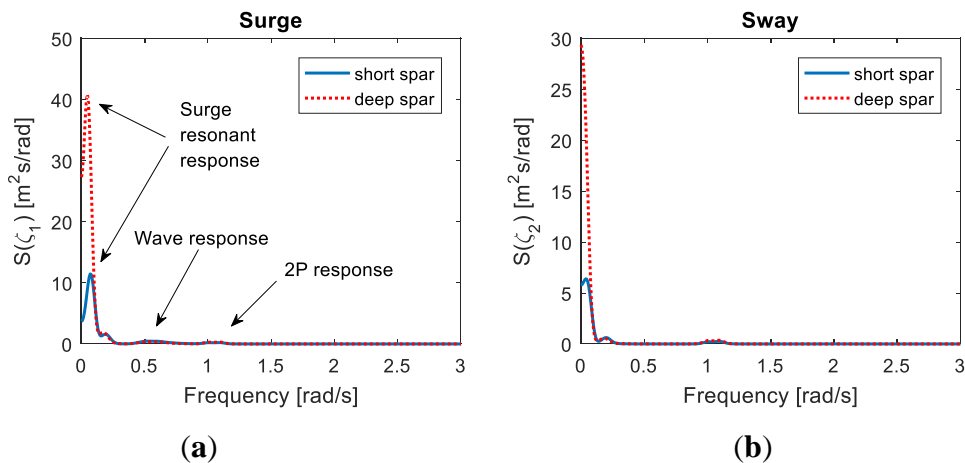 Surge
50
40
30
20
10
0
S(ζ1) [m2s/rad]
short spar
deep spar
Surge
resonant
response
Wave response
2P response
0 0.5 1 1.5 2 2.5 3
Frequency [rad/s]
(a)
Sway
30
25
20
15
10
5
0
S(ζ2) [m2s/rad]
short spar
deep spar
0 0.5 1 1.5 2 2.5 3
Frequency [rad/s]
(b)